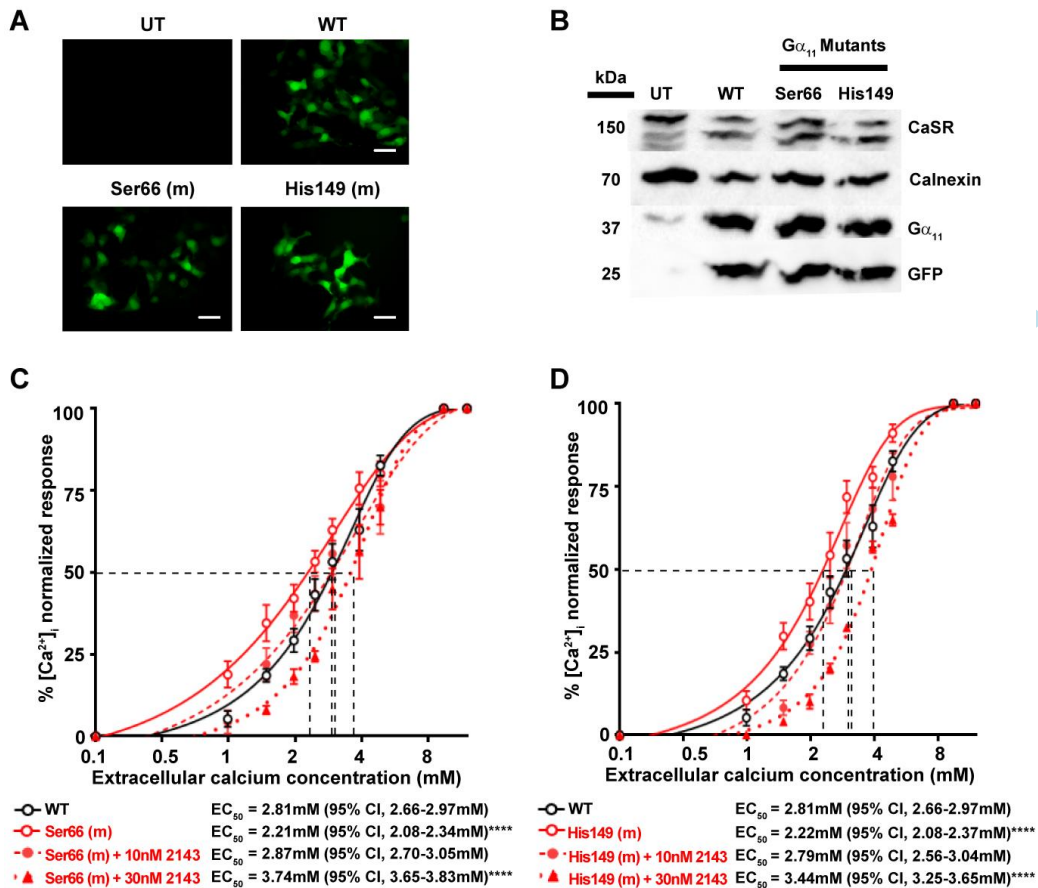 A
UT
WT
Ser66 (m)
His149 (m)
B
Gα11 Mutants
kDa
UT
WT
Ser66
His149
150
CaSR
70
Calnexin
37
Gα11
25
GFP
C
% [Ca2+]i normalized response
100
75
50
25
0
0.1
1
2
4
8
Extracellular calcium concentration (mM)
WT EC50 = 2.81mM (95% CI, 2.66-2.97mM)
Ser66 (m) EC50 = 2.21mM (95% CI, 2.08-2.34mM)****
Ser66 (m) + 10nM 2143 EC50 = 2.87mM (95% CI, 2.70-3.05mM)
Ser66 (m) + 30nM 2143 EC50 = 3.74mM (95% CI, 3.65-3.83mM)****
D
% [Ca2+]i normalized response
100
75
50
25
0
0.1
0.5
1
2
4
8
Extracellular calcium concentration (mM)
WT EC50 = 2.81mM (95% CI, 2.66-2.97mM)
His149 (m) EC50 = 2.22mM (95% CI, 2.08-2.37mM)****
His149 (m) + 10nM 2143 EC50 = 2.79mM (95% CI, 2.56-3.04mM)
His149 (m) + 30nM 2143 EC50 = 3.44mM (95% CI, 3.25-3.65mM)****